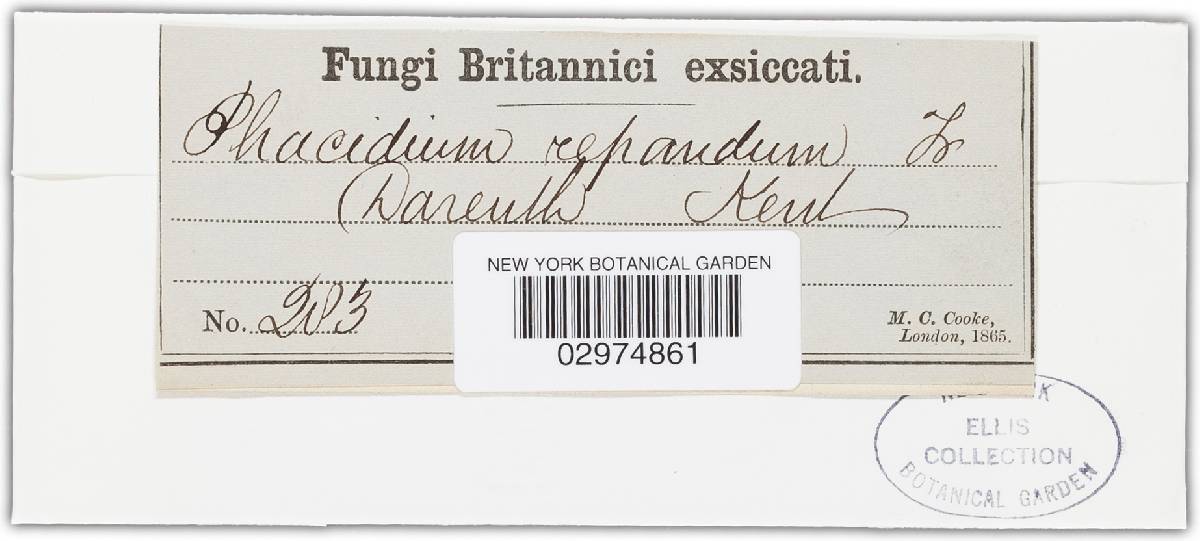 Fungi Britannici exsiccati.
Phacidium repandum Fr
Darenth Kent
NEW YORK BOTANICAL GARDEN
02974861
No. 283
M. C. Cooke,
London, 1865.
ELLIS
COLLECTION
BOTANICAL GARDEN